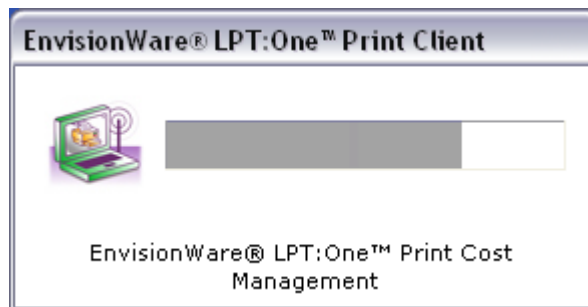 EnvisionWare® LPT:One™ Print Client
EnvisionWare® LPT:One™ Print Cost
Management